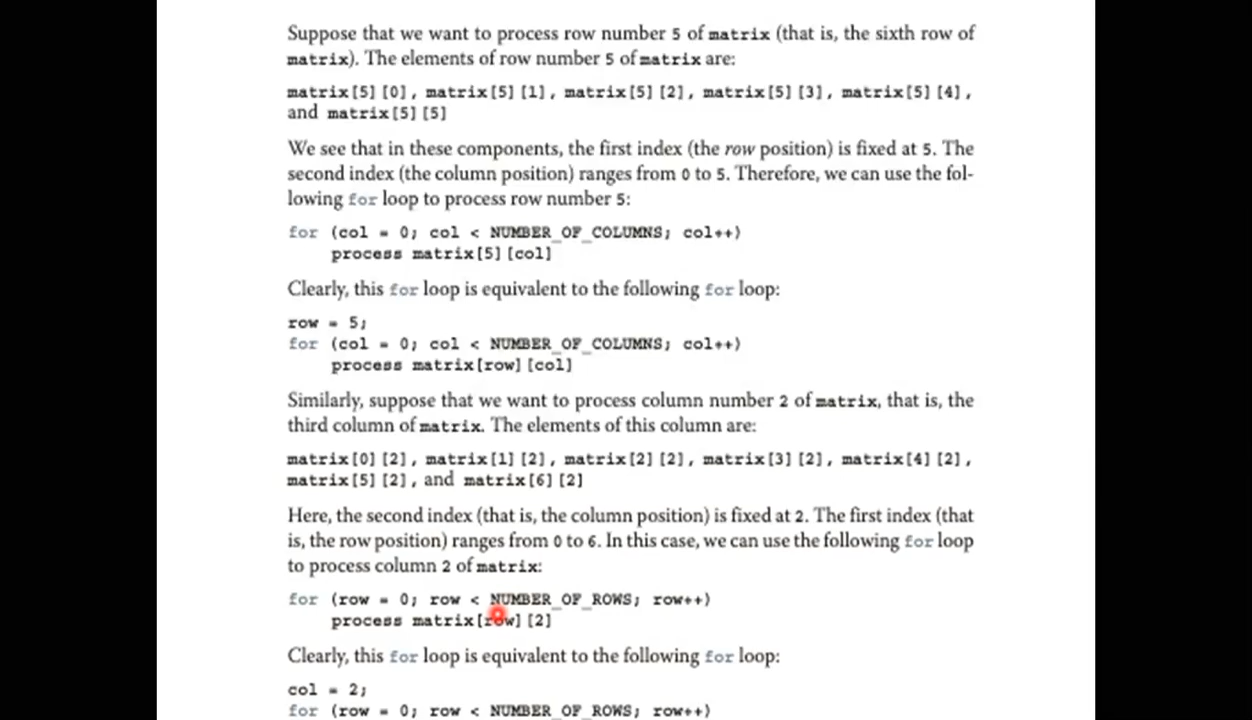 Suppose that we want to process row number 5 of matrix (that is, the sixth row of
matrix). The elements of row number 5 of matrix are:
matrix[5][0], matrix[5][1], matrix[5][2], matrix[5][3], matrix[5][4],
and matrix[5][5]
We see that in these components, the first index (the row position) is fixed at 5. The
second index (the column position) ranges from 0 to 5. Therefore, we can use the fol-
lowing for loop to process row number 5:
for (col = 0; col < NUMBER_OF_COLUMNS; col++)
process matrix[5][col]
Clearly, this for loop is equivalent to the following for loop:
row = 5;
for (col = 0; col < NUMBER_OF_COLUMNS; col++)
process matrix[row][col]
Similarly, suppose that we want to process column number 2 of matrix, that is, the
third column of matrix. The elements of this column are:
matrix[0][2], matrix[1][2], matrix[2][2], matrix[3][2], matrix[4][2],
matrix[5][2], and matrix[6][2]
Here, the second index (that is, the column position) is fixed at 2. The first index (that
is, the row position) ranges from 0 to 6. In this case, we can use the following for loop
to process column 2 of matrix:
for (row = 0; row < NUMBER_OF_ROWS; row++)
process matrix[row][2]
Clearly, this for loop is equivalent to the following for loop:
col = 2;
for (row = 0; row < NUMBER_OF_ROWS; row++)